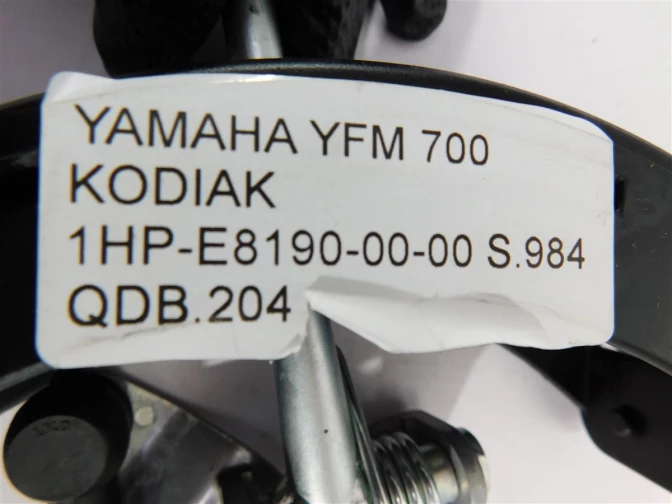 YAMAHA YFM 700
KODIAK
1HP-E8190-00-00 S.984
QDB.204